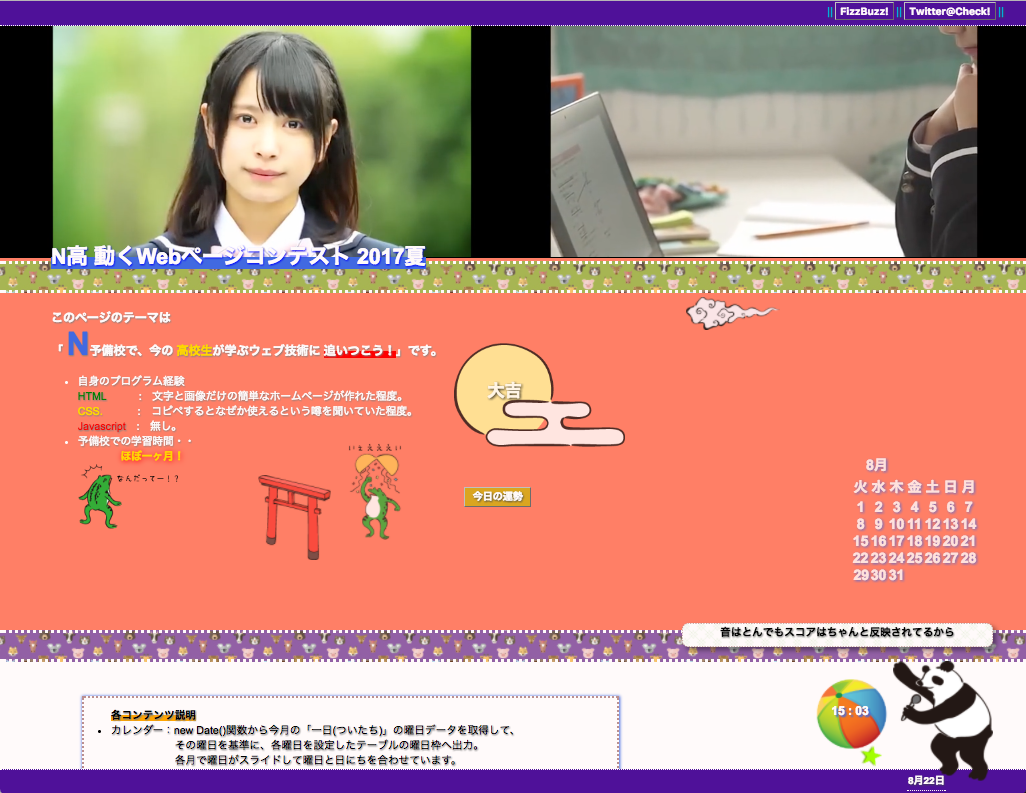 || FizzBuzz! || Twitter@Check! ||
N高 動くWebページコンテスト 2017夏
このページのテーマは
「 N予備校で、今の 高校生が学ぶウェブ技術に 追いつこう！」です。
大吉
・ 自身のプログラム経験
HTML ： 文字と画像だけの簡単なホームページが作れた程度。
CSS. ： コピペするとなぜか使えるという噂を聞いていた程度。
Javascript ： 無し。
・ 予備校での学習時間・・
ほぼ一ヶ月！
いぇえええい
なんだってー！？
今日の運勢
8月
火 水 木 金 土 日 月
1 2 3 4 5 6 7
8 9 10 11 12 13 14
15 16 17 18 19 20 21
22 23 24 25 26 27 28
29 30 31
音はとんでもスコアはちゃんと反映されてるから
各コンテンツ説明
・ カレンダー：new Date()関数から今月の「一日(ついたち)」の曜日データを取得して、
その曜日を基準に、各曜日を設定したテーブルの曜日枠へ出力。
各月で曜日がスライドして曜日と日にちを合わせています。
15 : 03
8月22日